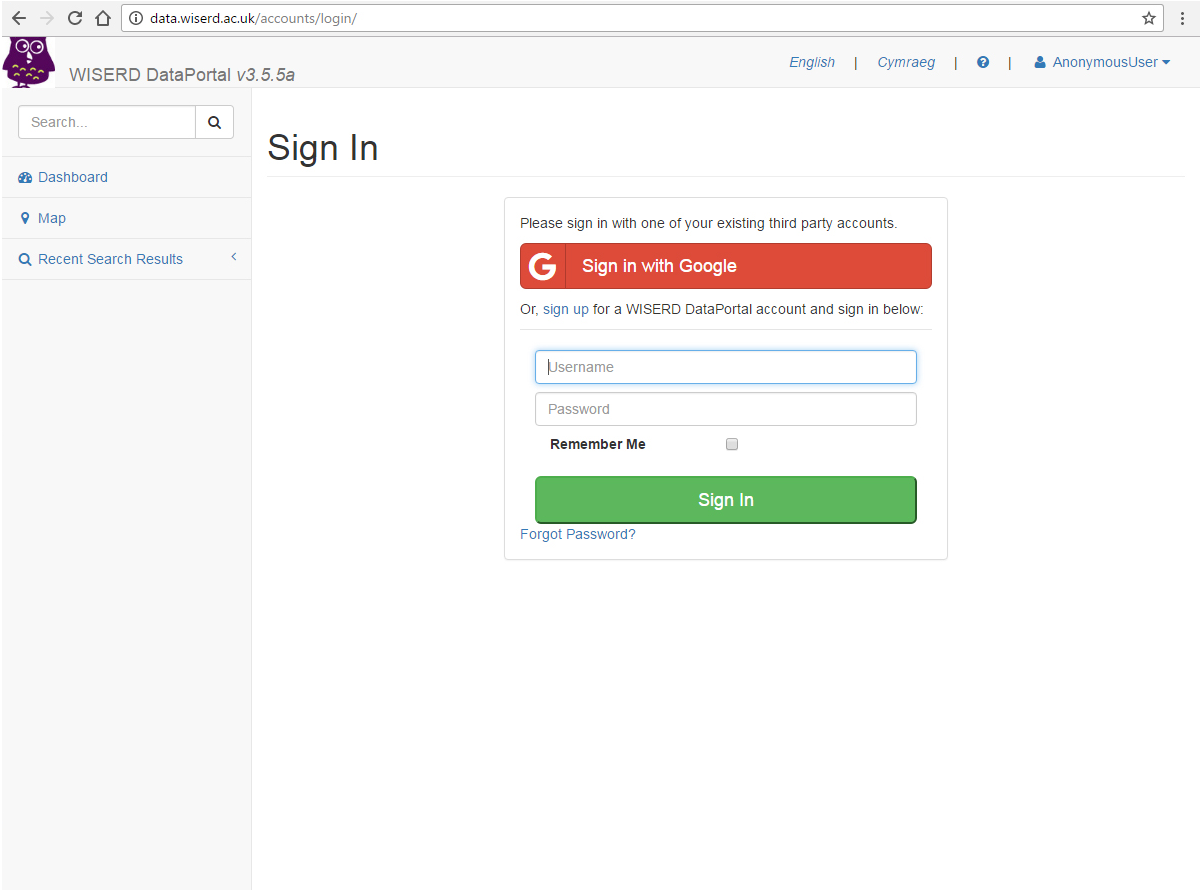 data.wiserd.ac.uk/accounts/login/
WISERD DataPortal v3.5.5a
English | Cymraeg | ? | AnonymousUser
Search...
Dashboard
Map
Recent Search Results
Sign In
Please sign in with one of your existing third party accounts.
G Sign in with Google
Or, sign up for a WISERD DataPortal account and sign in below:
Username
Password
Remember Me
Sign In
Forgot Password?